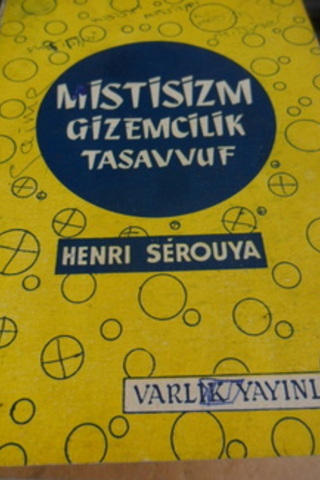 MİSTİSİZM
GİZEMCİLİK
TASAVVUF
HENRI SÉROUYA
VARLIK YAYINL